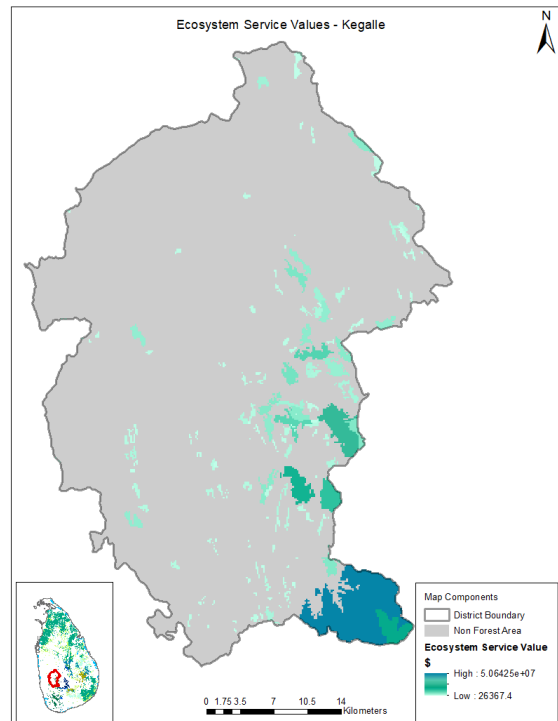 Ecosystem Service Values - Kegalle
N
Map Components
District Boundary
Non Forest Area
Ecosystem Service Value
$
High : 5.06425e+07
Low : 26367.4
0 1.75 3.5 7 10.5 14
Kilometers